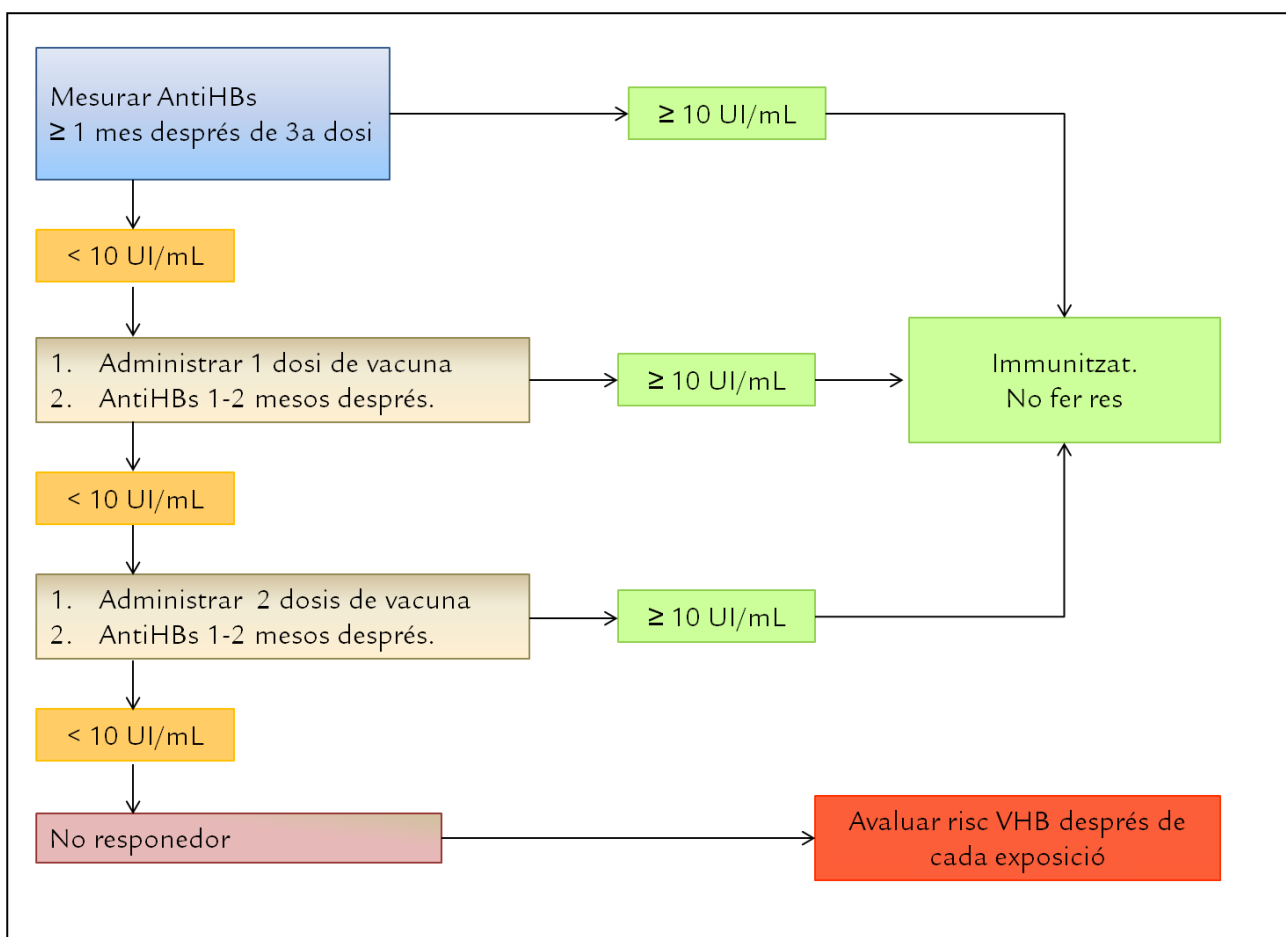 Mesurar AntiHBs
≥ 1 mes després de 3a dosi
≥ 10 UI/mL
< 10 UI/mL
1. Administrar 1 dosi de vacuna
2. AntiHBs 1-2 mesos després.
≥ 10 UI/mL
Immunitzat.
No fer res
< 10 UI/mL
1. Administrar 2 dosis de vacuna
2. AntiHBs 1-2 mesos després.
≥ 10 UI/mL
< 10 UI/mL
No responedor
Avaluar risc VHB després de
cada exposició